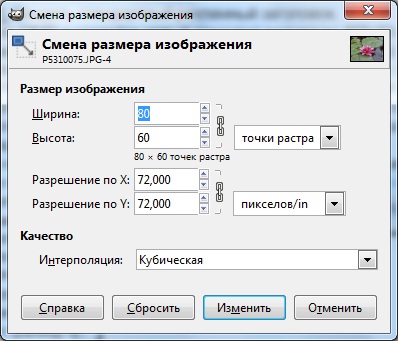 Смена размера изображения
Смена размера изображения
P5310075.JPG-4
Размер изображения
Ширина: 80
Высота: 60 точки растра
80 × 60 точек растра
Разрешение по X: 72,000
Разрешение по Y: 72,000 пикселов/in
Качество
Интерполяция: Кубическая
Справка Сбросить Изменить Отменить